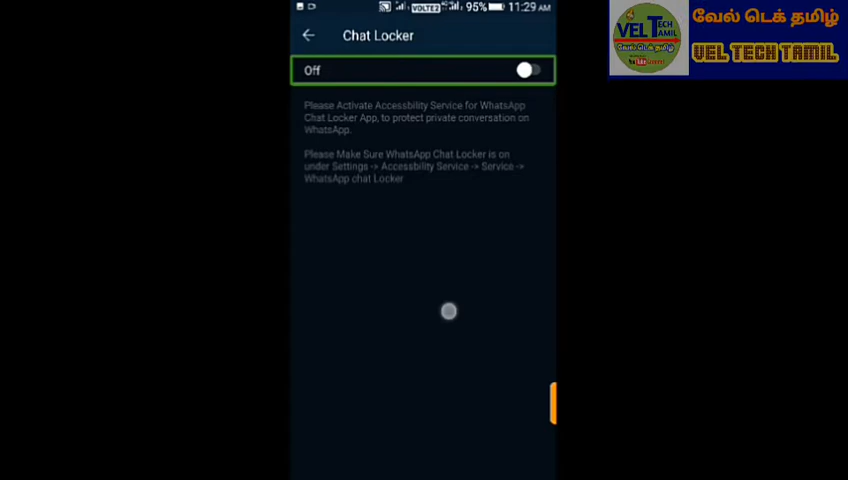 VOLTE2 95% 11:29 AM
Chat Locker
Off
Please Activate Accessbility Service for WhatsApp
Chat Locker App, to protect private conversation on
WhatsApp.
Please Make Sure WhatsApp Chat Locker is on
under Settings -> Accessbility Service -> Service->
WhatsApp chat Locker
VEL TECH
TAMIL
வேல் டெக் தமிழ்
வேல் டெக் தமிழ்
VEL TECH TAMIL